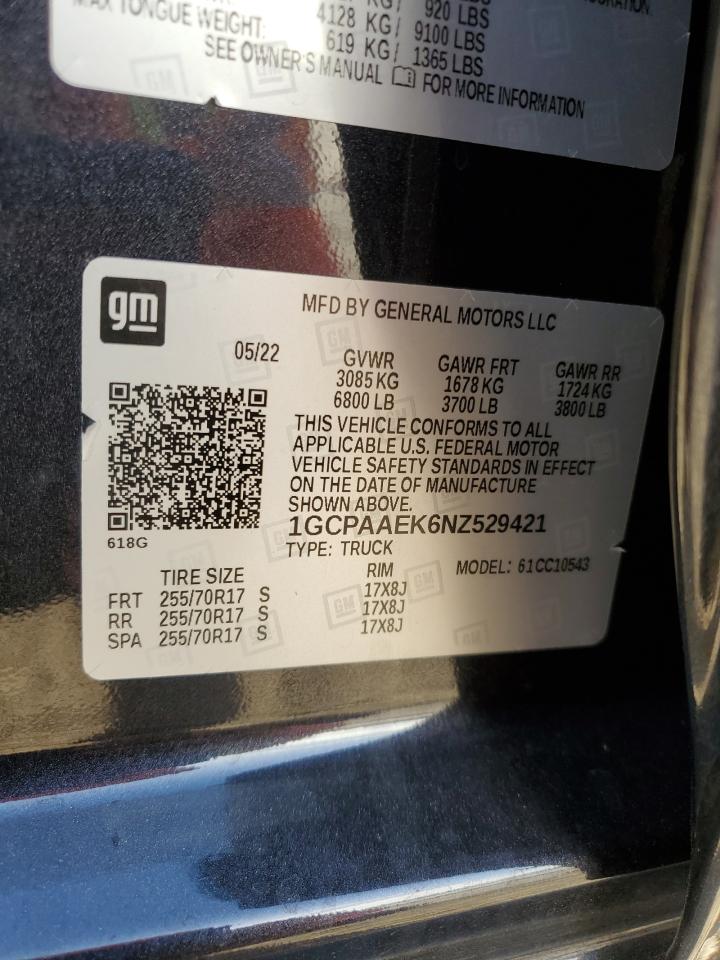 920 LBS
MAX TONGUE WEIGHT: 4128 KG/ 9100 LBS
619 KG/ 1365 LBS
SEE OWNER'S MANUAL FOR MORE INFORMATION
gm
MFD BY GENERAL MOTORS LLC
05/22
GVWR GAWR FRT GAWR RR
3085 KG 1678 KG 1724 KG
6800 LB 3700 LB 3800 LB
THIS VEHICLE CONFORMS TO ALL
APPLICABLE U.S. FEDERAL MOTOR
VEHICLE SAFETY STANDARDS IN EFFECT
ON THE DATE OF MANUFACTURE
SHOWN ABOVE.
1GCPAAEK6NZ529421
618G
TYPE: TRUCK MODEL: 61CC10543
TIRE SIZE RIM
FRT 255/70R17 S 17X8J
RR 255/70R17 S 17X8J
SPA 255/70R17 S 17X8J